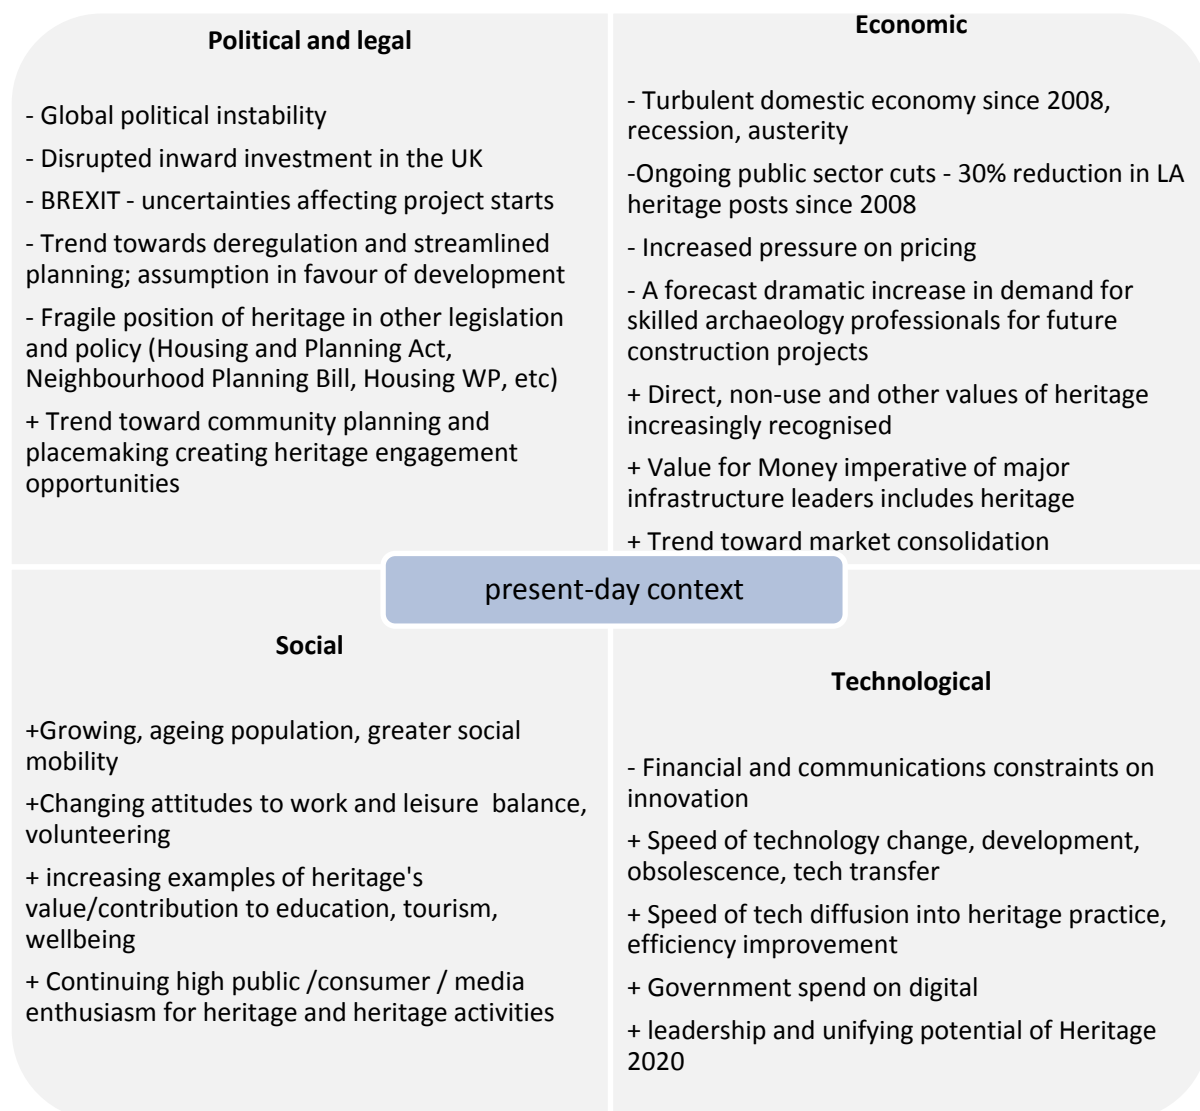 Political and legal
- Global political instability
- Disrupted inward investment in the UK
- BREXIT - uncertainties affecting project starts
- Trend towards deregulation and streamlined
planning; assumption in favour of development
- Fragile position of heritage in other legislation
and policy (Housing and Planning Act,
Neighbourhood Planning Bill, Housing WP, etc)
+ Trend toward community planning and
placemaking creating heritage engagement
opportunities
Economic
- Turbulent domestic economy since 2008,
recession, austerity
-Ongoing public sector cuts - 30% reduction in LA
heritage posts since 2008
- Increased pressure on pricing
- A forecast dramatic increase in demand for
skilled archaeology professionals for future
construction projects
+ Direct, non-use and other values of heritage
increasingly recognised
+ Value for Money imperative of major
infrastructure leaders includes heritage
+ Trend toward market consolidation
present-day context
Social
+Growing, ageing population, greater social
mobility
+Changing attitudes to work and leisure  balance,
volunteering
+ increasing examples of heritage's
value/contribution to education, tourism,
wellbeing
+ Continuing high public /consumer / media
enthusiasm for heritage and heritage activities
Technological
- Financial and communications constraints on
innovation
+ Speed of technology change, development,
obsolescence, tech transfer
+ Speed of tech diffusion into heritage practice,
efficiency improvement
+ Government spend on digital
+ leadership and unifying potential of Heritage
2020